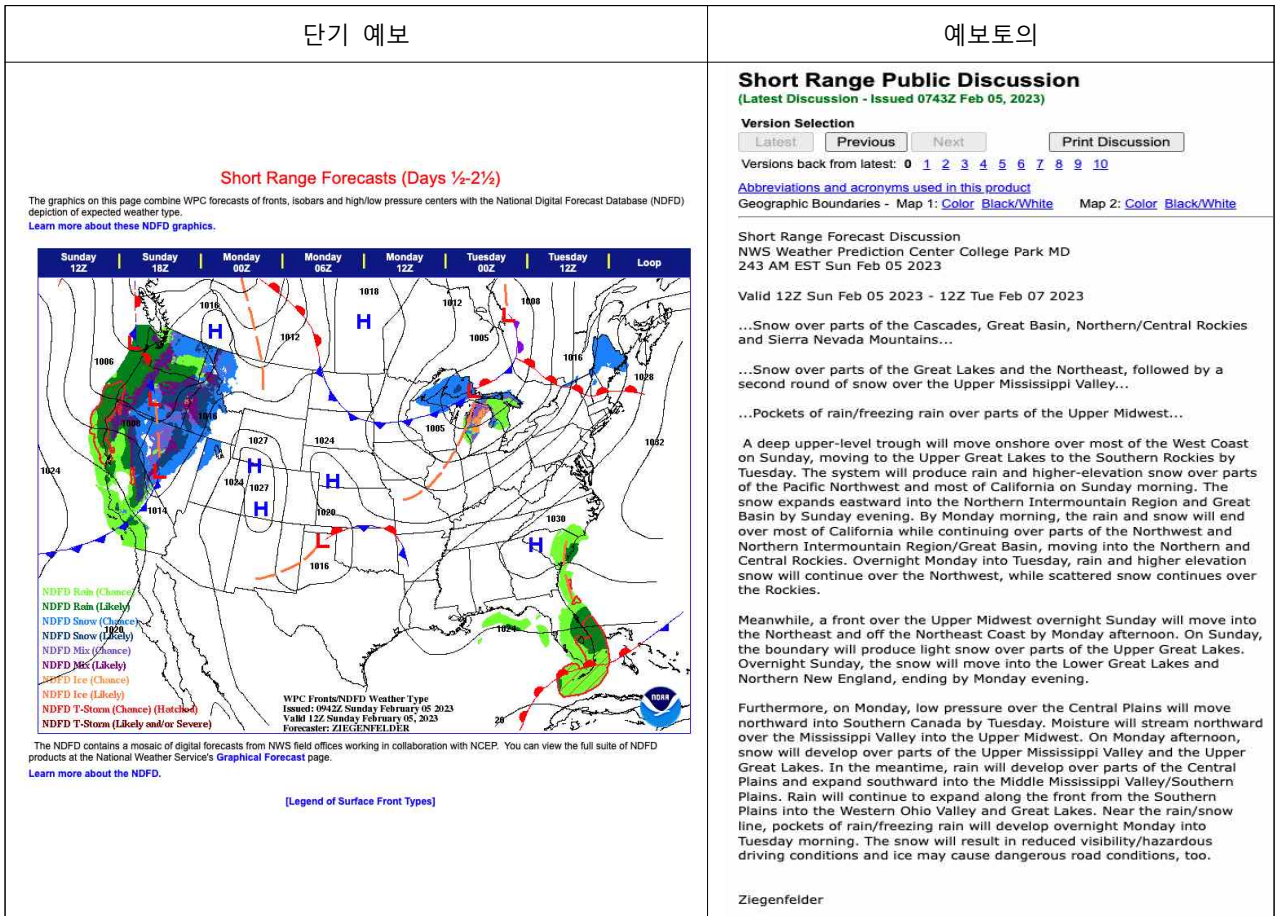 단기 예보
예보토의
Short Range Forecasts (Days ½-2½)
The graphics on this page combine WPC forecasts of fronts, isobars and high/low pressure centers with the National Digital Forecast Database (NDFD)
depiction of expected weather type.
Learn more about these NDFD graphics.
Sunday 12Z
Sunday 18Z
Monday 00Z
Monday 06Z
Monday 12Z
Tuesday 00Z
Tuesday 12Z
Loop
1016
1018
1012
1008
H
H
L
1012
1005
1006
L
1016
1028
L
L
1008
1016
1005
1032
1027
1024
1024
H
L
1024
1027
H
H
1014
1020
1030
L
H
1016
NDFD Rain (Chance)
NDFD Rain (Likely)
NDFD Snow (Chance)
1020
1024
NDFD Snow (Likely)
NDFD Mix (Chance)
NDFD Mix (Likely)
NDFD Ice (Chance)
NDFD Ice (Likely)
NDFD T-Storm (Chance) (Hatched)
NDFD T-Storm (Likely and/or Severe)
WPC Fronts/NDFD Weather Type
Issued: 0942Z Sunday February 05 2023
Valid 12Z Sunday February 05, 2023
Forecaster: ZIEGENFELDER
20
NOAA
The NDFD contains a mosaic of digital forecasts from NWS field offices working in collaboration with NCEP. You can view the full suite of NDFD
products at the National Weather Service's Graphical Forecast page.
Learn more about the NDFD.
[Legend of Surface Front Types]
Short Range Public Discussion
(Latest Discussion - Issued 0743Z Feb 05, 2023)
Version Selection
Latest Previous Next Print Discussion
Versions back from latest: 0 1 2 3 4 5 6 7 8 9 10
Abbreviations and acronyms used in this product
Geographic Boundaries - Map 1: Color Black/White Map 2: Color Black/White
Short Range Forecast Discussion
NWS Weather Prediction Center College Park MD
243 AM EST Sun Feb 05 2023
Valid 12Z Sun Feb 05 2023 - 12Z Tue Feb 07 2023
...Snow over parts of the Cascades, Great Basin, Northern/Central Rockies
and Sierra Nevada Mountains...
...Snow over parts of the Great Lakes and the Northeast, followed by a
second round of snow over the Upper Mississippi Valley...
...Pockets of rain/freezing rain over parts of the Upper Midwest...
A deep upper-level trough will move onshore over most of the West Coast
on Sunday, moving to the Upper Great Lakes to the Southern Rockies by
Tuesday. The system will produce rain and higher-elevation snow over parts
of the Pacific Northwest and most of California on Sunday morning. The
snow expands eastward into the Northern Intermountain Region and Great
Basin by Sunday evening. By Monday morning, the rain and snow will end
over most of California while continuing over parts of the Northwest and
Northern Intermountain Region/Great Basin, moving into the Northern and
Central Rockies. Overnight Monday into Tuesday, rain and higher elevation
snow will continue over the Northwest, while scattered snow continues over
the Rockies.
Meanwhile, a front over the Upper Midwest overnight Sunday will move into
the Northeast and off the Northeast Coast by Monday afternoon. On Sunday,
the boundary will produce light snow over parts of the Upper Great Lakes.
Overnight Sunday, the snow will move into the Lower Great Lakes and
Northern New England, ending by Monday evening.
Furthermore, on Monday, low pressure over the Central Plains will move
northward into Southern Canada by Tuesday. Moisture will stream northward
over the Mississippi Valley into the Upper Midwest. On Monday afternoon,
snow will develop over parts of the Upper Mississippi Valley and the Upper
Great Lakes. In the meantime, rain will develop over parts of the Central
Plains and expand southward into the Middle Mississippi Valley/Southern
Plains. Rain will continue to expand along the front from the Southern
Plains into the Western Ohio Valley and Great Lakes. Near the rain/snow
line, pockets of rain/freezing rain will develop overnight Monday into
Tuesday morning. The snow will result in reduced visibility/hazardous
driving conditions and ice may cause dangerous road conditions, too.
Ziegenfelder